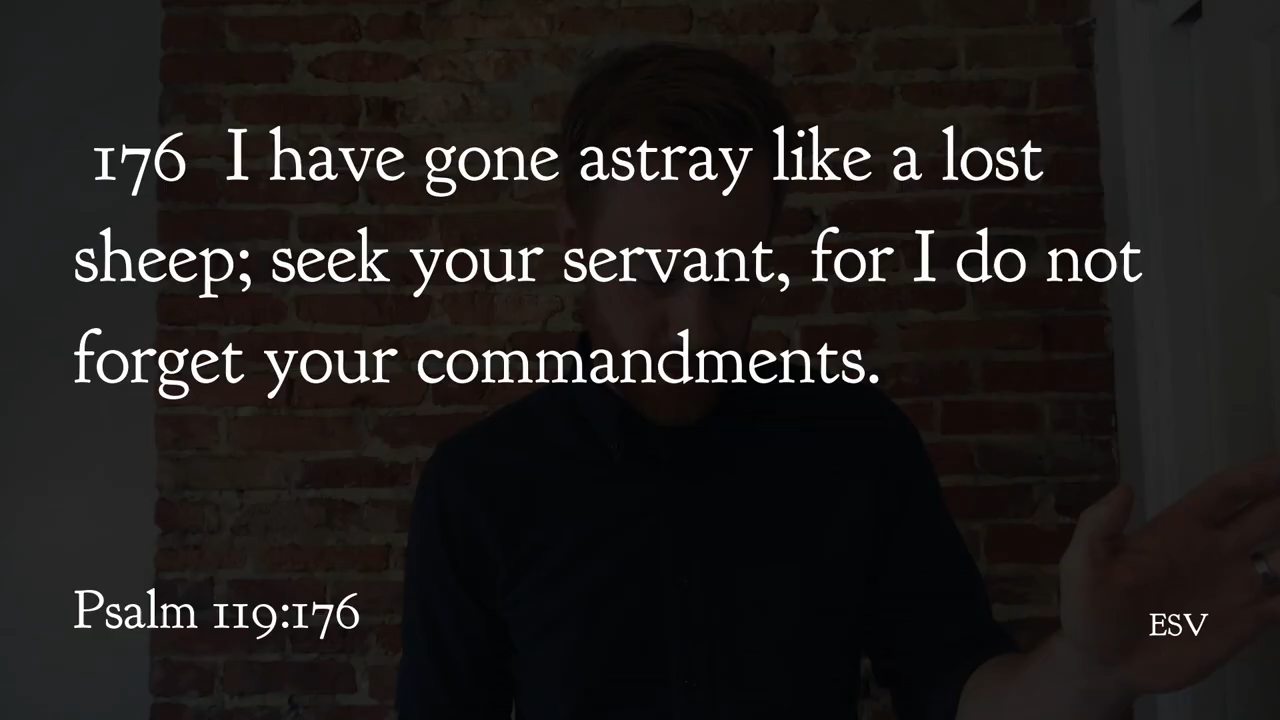 176 I have gone astray like a lost
sheep; seek your servant, for I do not
forget your commandments.
Psalm 119:176
ESV